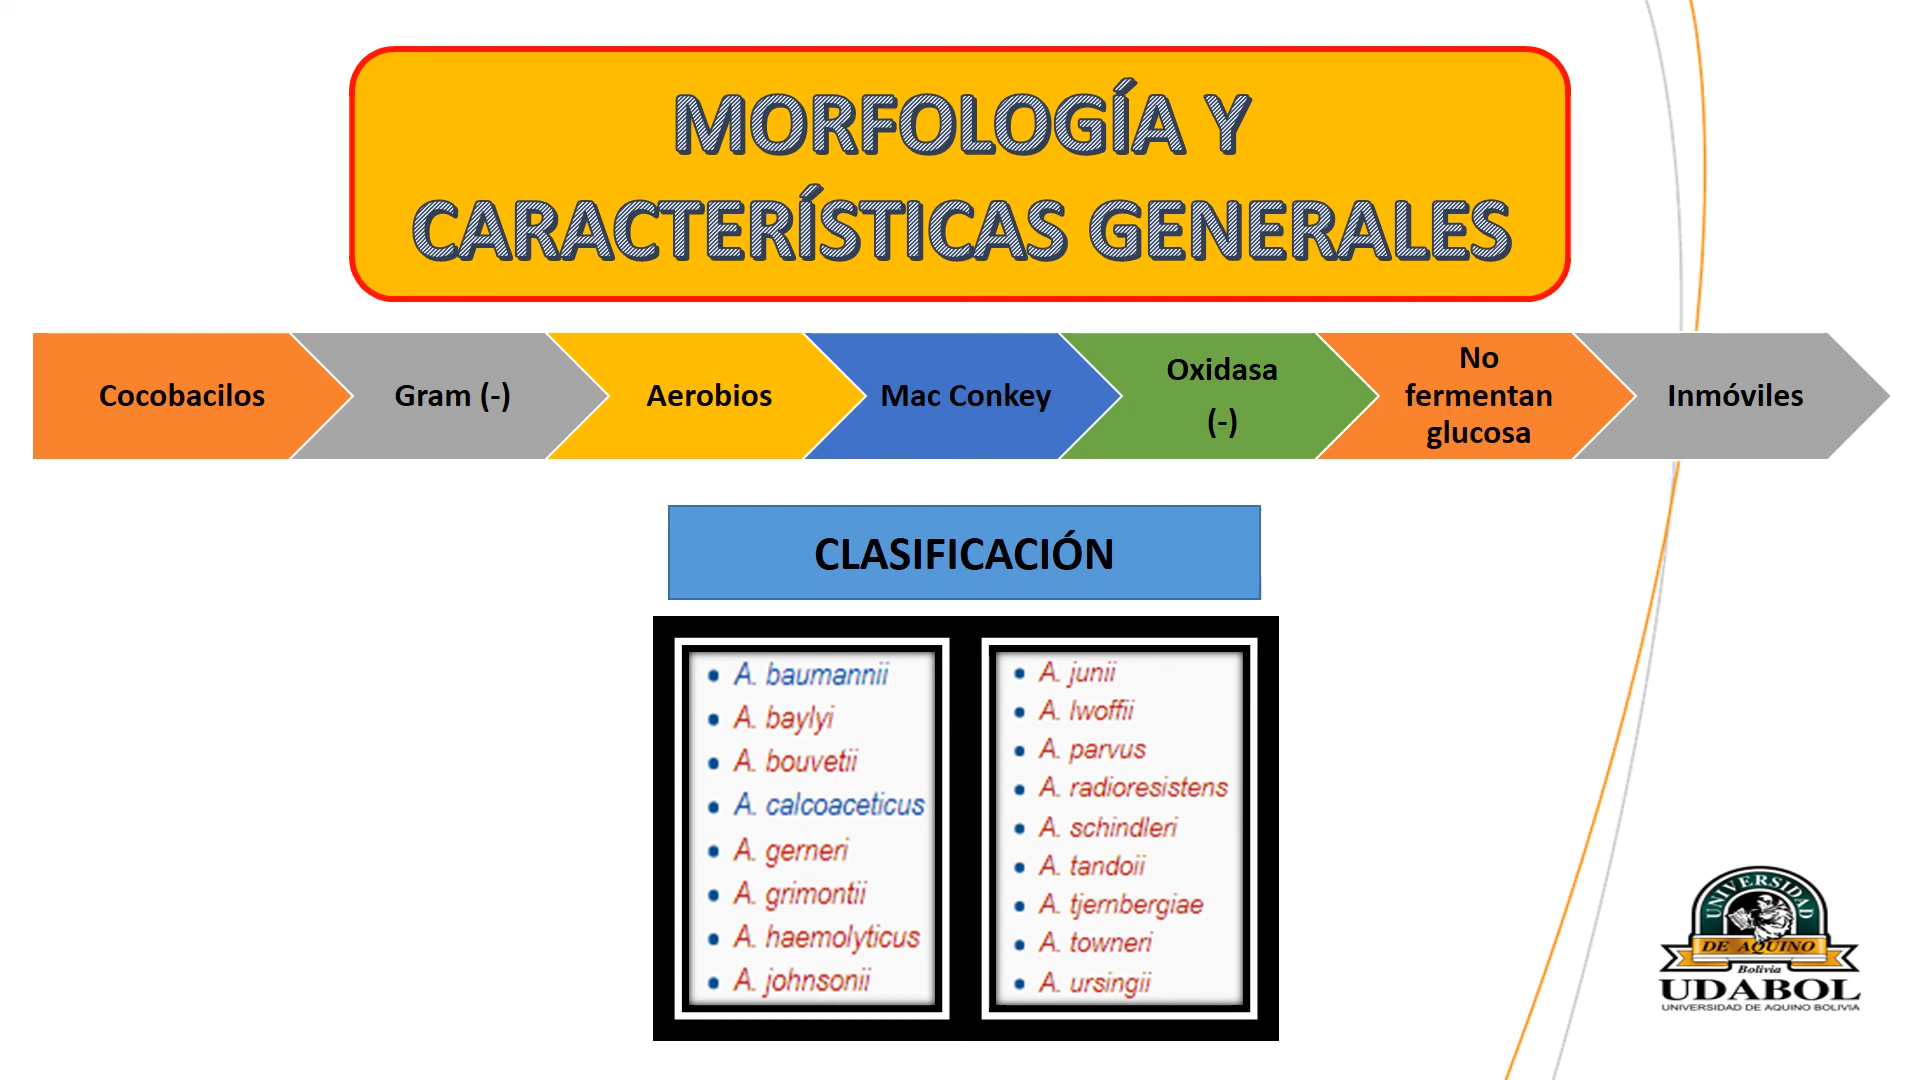 MORFOLOGÍA Y
CARACTERÍSTICAS GENERALES
Cocobacilos
Gram (-)
Aerobios
Mac Conkey
Oxidasa
(-)
No
fermentan
glucosa
Inmóviles
CLASIFICACIÓN
• A. baumannii
• A. baylyi
• A. bouvetii
• A. calcoaceticus
• A. gerneri
• A. grimontii
• A. haemolyticus
• A. johnsonii
• A. junii
• A. lwoffii
• A. parvus
• A. radioresistens
• A. schindleri
• A. tandoii
• A. tjernbergiae
• A. towneri
• A. ursingii
UNIVERSIDAD
DE AQUINO
Bolivia
UDABOL
UNIVERSIDAD DE AQUINO BOLIVIA